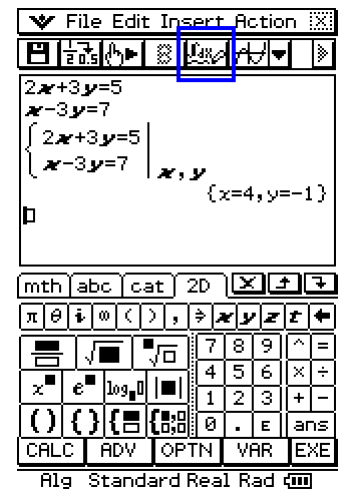 File Edit Insert Action
2x+3y=5
x-3y=7
2x+3y=5
x-3y=7 x, y
{x=4, y=-1}
mth abc cat 2D
π θ i ∞ ( ) , ⇒ x y z t
7 8 9 ^ =
4 5 6 × ÷
1 2 3 + −
0 . E ans
CALC ADV OPTN VAR EXE
Alg Standard Real Rad